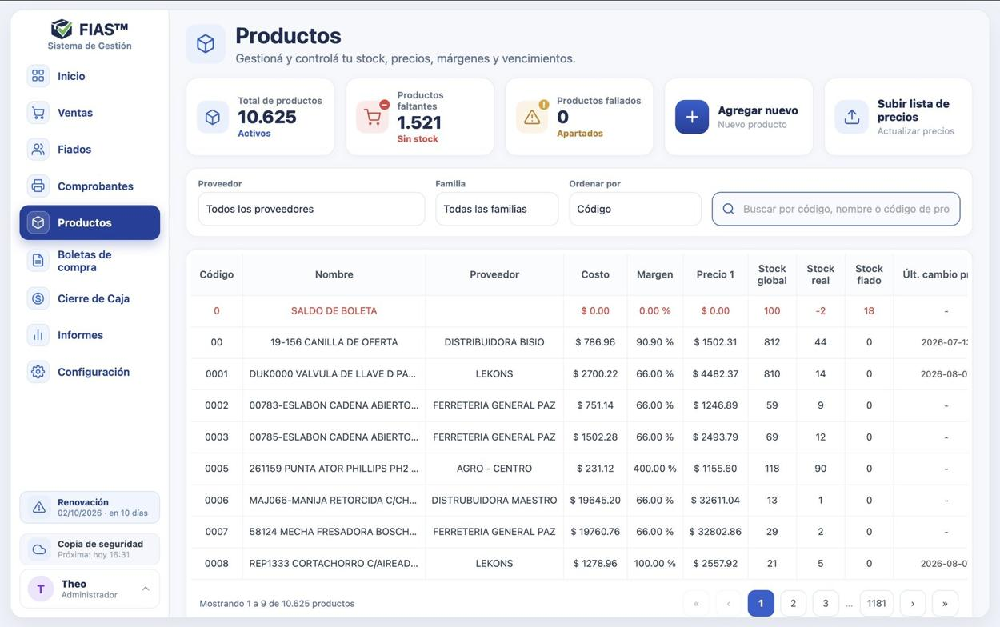 FIAS™
Sistema de Gestión
Inicio
Ventas
Fiados
Comprobantes
Productos
Boletas de
compra
Cierre de Caja
Informes
Configuración
Renovación
02/10/2026 · en 10 días
Copia de seguridad
Próxima: hoy 16:31
T
Theo
Administrador
Productos
Gestioná y controlá tu stock, precios, márgenes y vencimientos.
Total de productos
10.625
Activos
Productos
faltantes
1.521
Sin stock
Productos fallados
0
Apartados
Agregar nuevo
Nuevo producto
Subir lista de
precios
Actualizar precios
Proveedor
Todos los proveedores
Familia
Todas las familias
Ordenar por
Código
Buscar por código, nombre o código de pro
Código Nombre Proveedor Costo Margen Precio 1 Stock global Stock real Stock fiado Últ. cambio pr
0 SALDO DE BOLETA $ 0.00 0.00 % $ 0.00 100 -2 18 -
00 19-156 CANILLA DE OFERTA DISTRIBUIDORA BISIO $ 786.96 90.90 % $ 1502.31 812 44 0 2026-07-13
0001 DUK0000 VALVULA DE LLAVE D PA... LEKONS $ 2700.22 66.00 % $ 4482.37 810 14 0 2026-08-0
0002 00783-ESLABON CADENA ABIERTO... FERRETERIA GENERAL PAZ $ 751.14 66.00 % $ 1246.89 59 9 0 -
0003 00785-ESLABON CADENA ABIERTO... FERRETERIA GENERAL PAZ $ 1502.28 66.00 % $ 2493.79 69 12 0 -
0005 261159 PUNTA ATOR PHILLIPS PH2 ... AGRO - CENTRO $ 231.12 400.00 % $ 1155.60 118 90 0 -
0006 MAJ066-MANIJA RETORCIDA C/CH... DISTRUBUIDORA MAESTRO $ 19645.20 66.00 % $ 32611.04 13 1 0 -
0007 58124 MECHA FRESADORA BOSCH... FERRETERIA GENERAL PAZ $ 19760.76 66.00 % $ 32802.86 29 2 0 -
0008 REP1333 CORTACHORRO C/AIREAD... LEKONS $ 1278.96 100.00 % $ 2557.92 21 5 0 2026-08-0
Mostrando 1 a 9 de 10.625 productos
« ‹ 1 2 3 ... 1181 › »